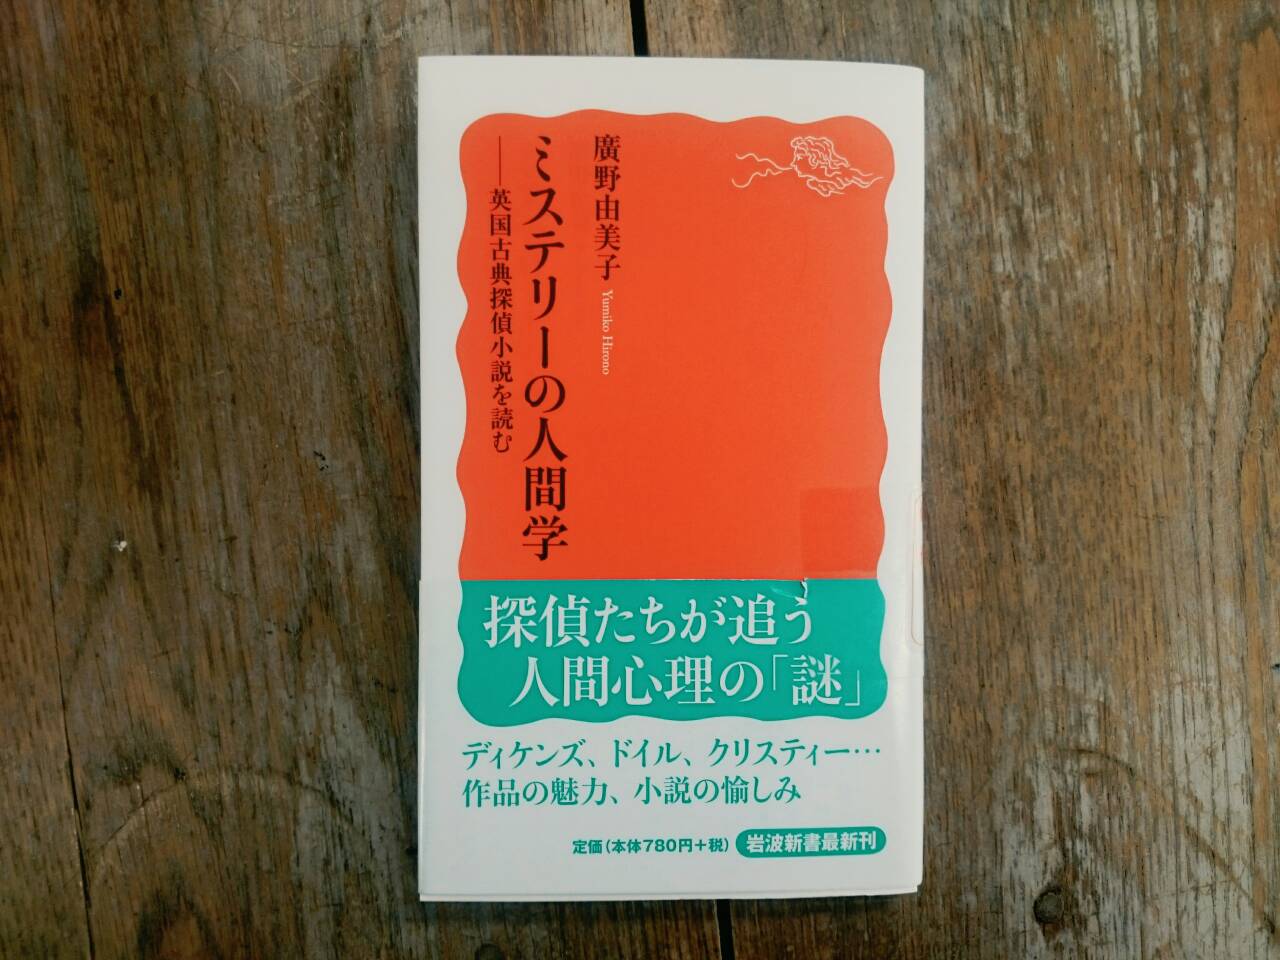 廣野由美子 Yumiko Hirono
ミステリーの人間学
――英国古典探偵小説を読む
探偵たちが追う
人間心理の「謎」
ディケンズ、ドイル、クリスティー…
作品の魅力、小説の愉しみ
定価(本体780円+税) 岩波新書最新刊